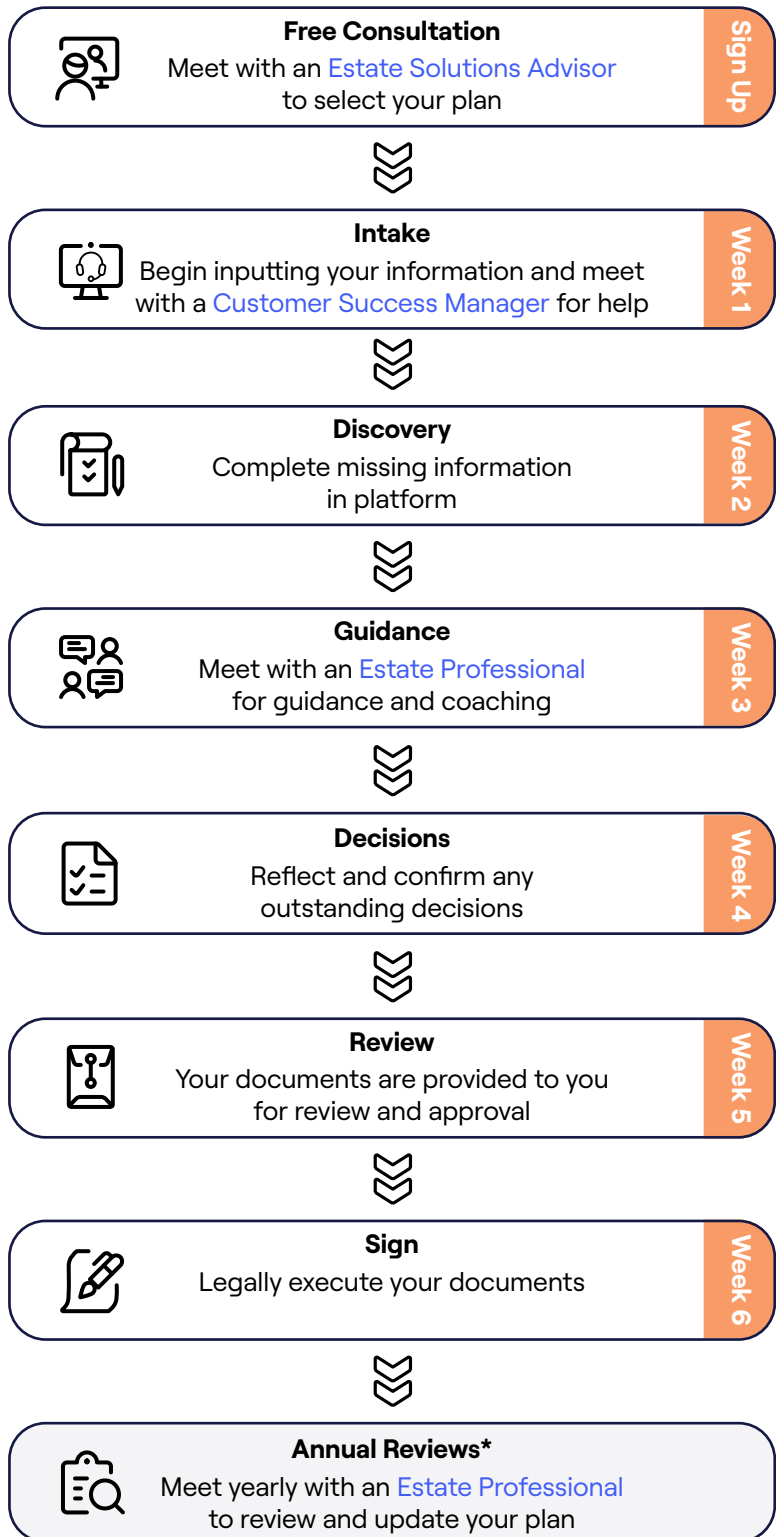 Free Consultation
Meet with an Estate Solutions Advisor
to select your plan
Sign Up
Intake
Begin inputting your information and meet
with a Customer Success Manager for help
Week 1
Discovery
Complete missing information
in platform
Week 2
Guidance
Meet with an Estate Professional
for guidance and coaching
Week 3
Decisions
Reflect and confirm any
outstanding decisions
Week 4
Review
Your documents are provided to you
for review and approval
Week 5
Sign
Legally execute your documents
Week 6
Annual Reviews*
Meet yearly with an Estate Professional
to review and update your plan